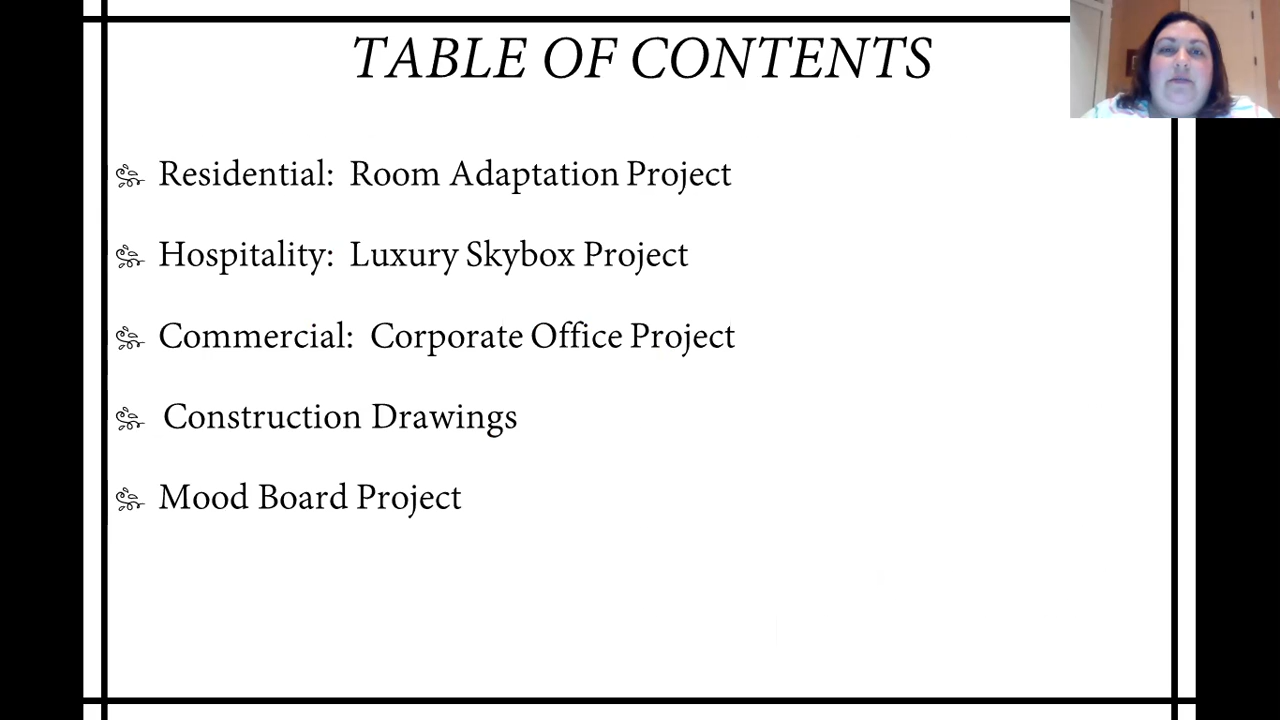 TABLE OF CONTENTS
Residential: Room Adaptation Project
Hospitality: Luxury Skybox Project
Commercial: Corporate Office Project
Construction Drawings
Mood Board Project